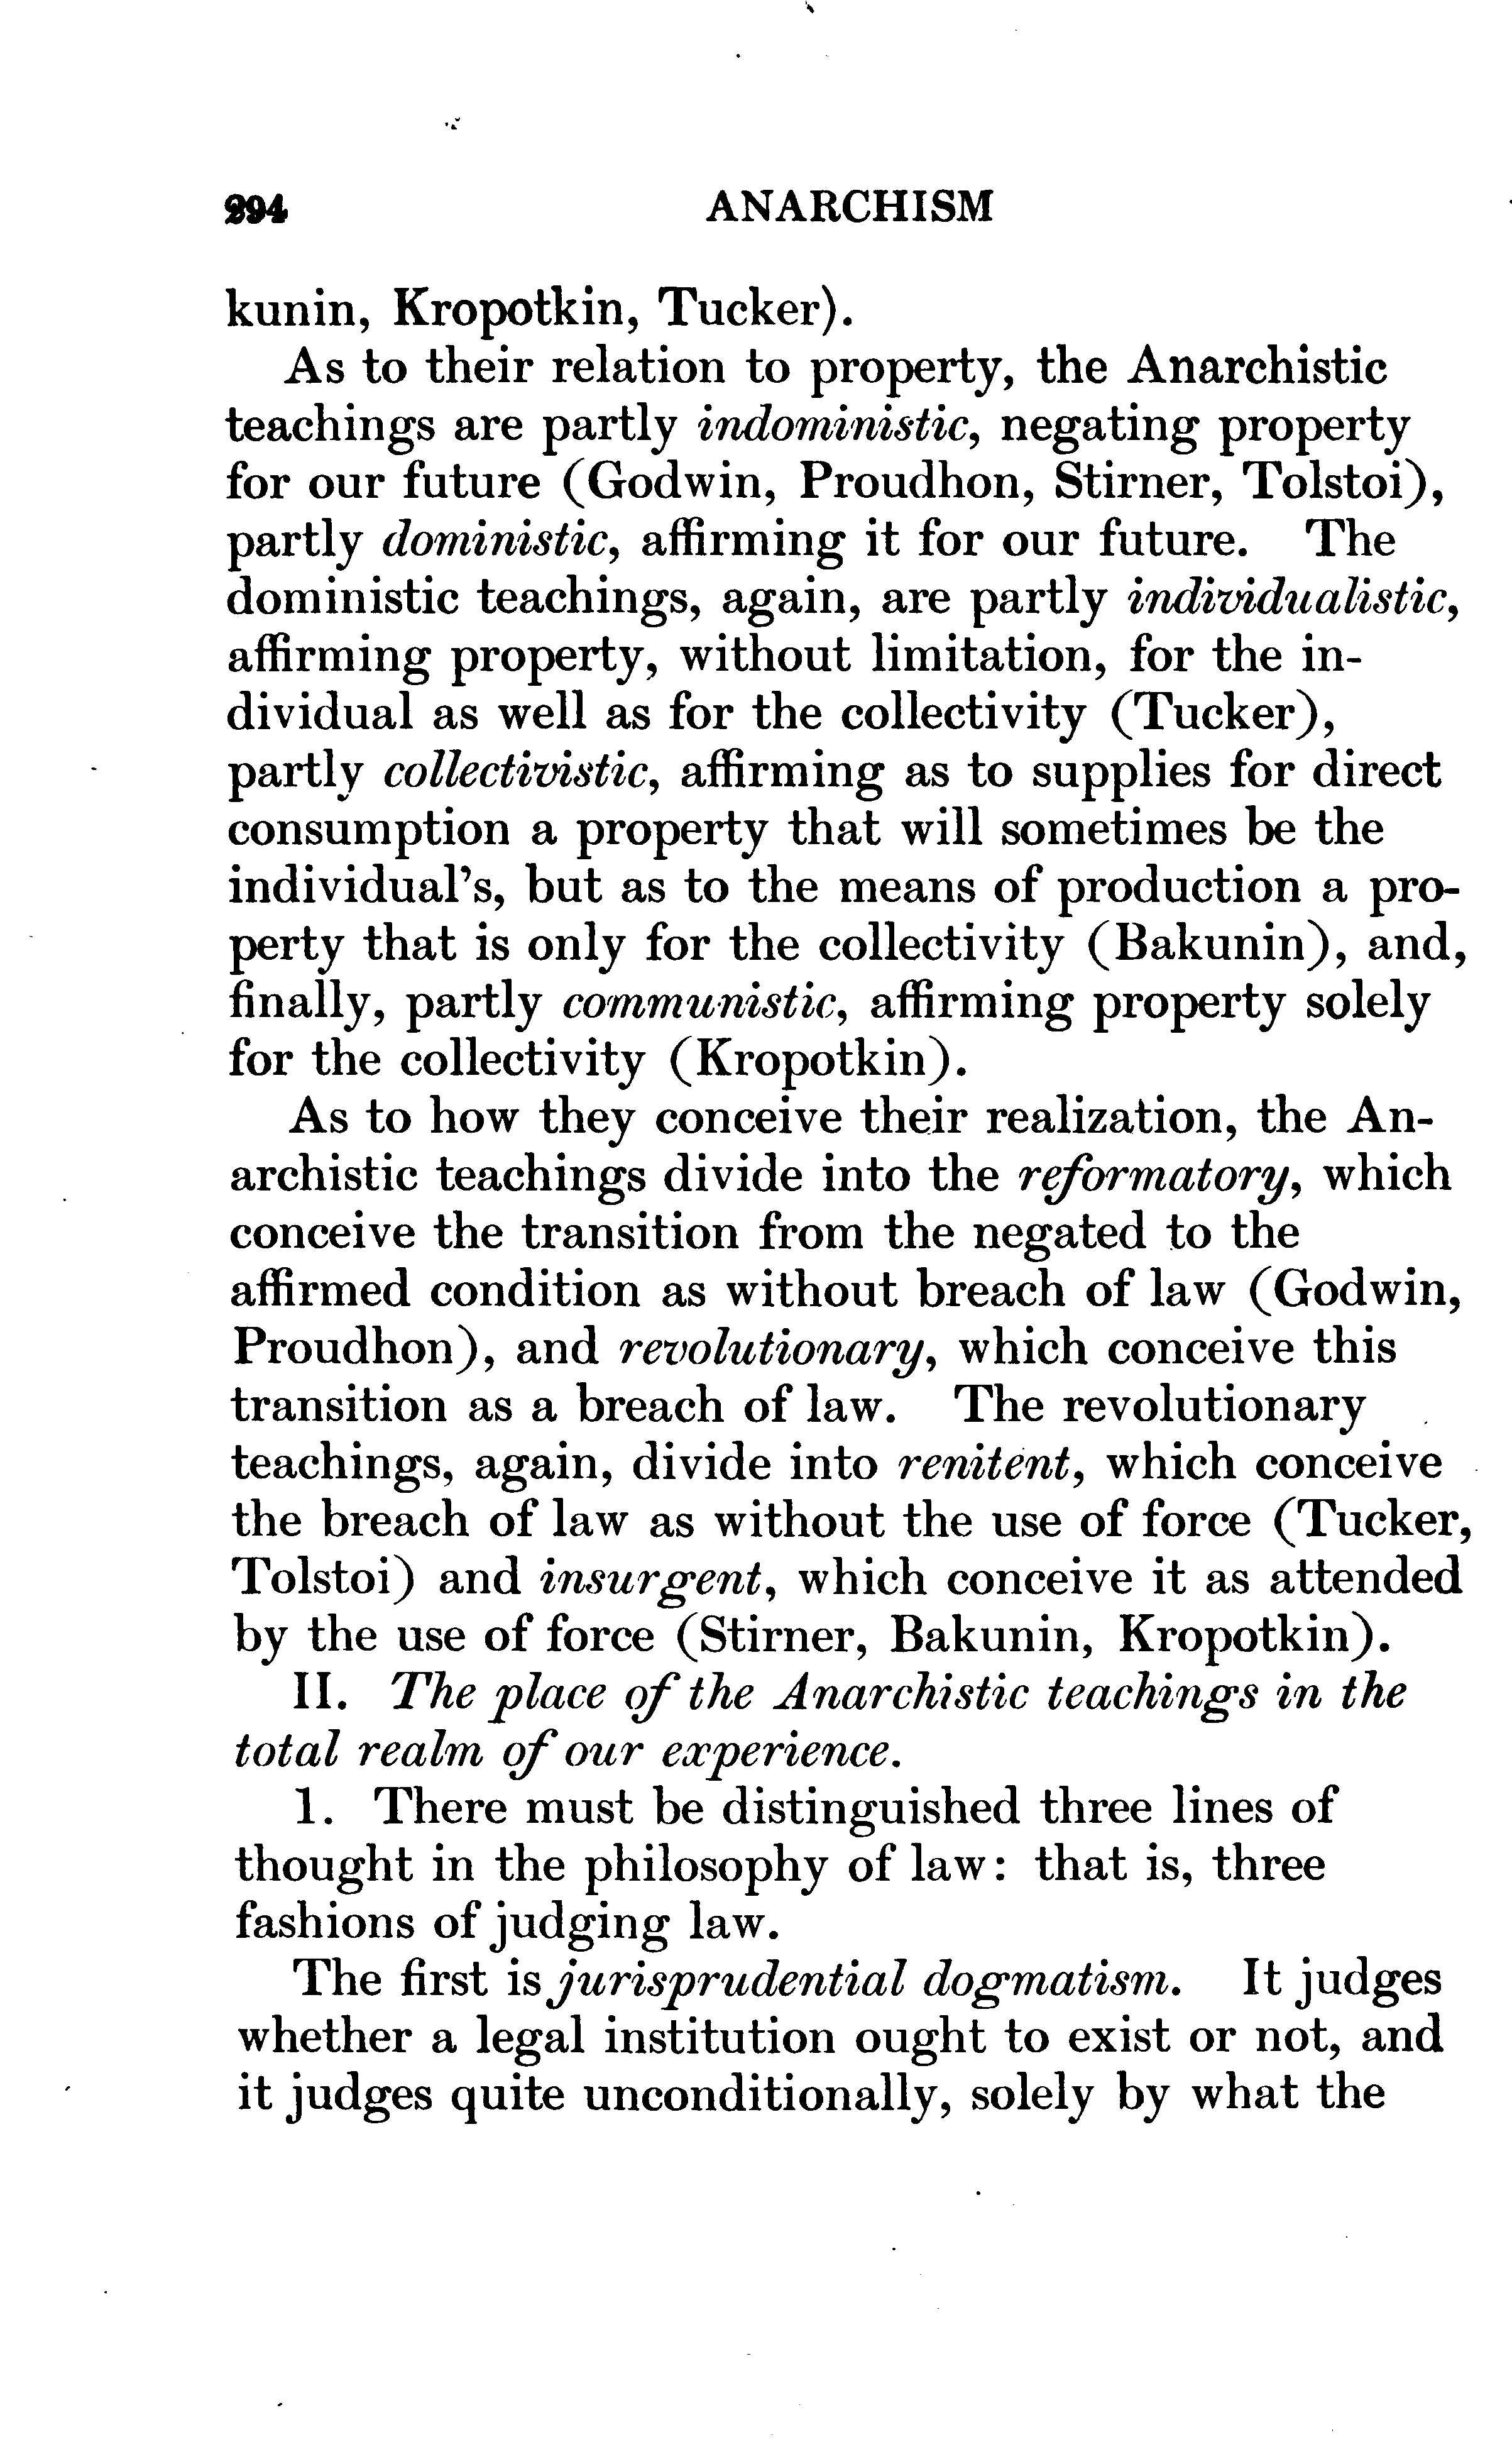 294 ANARCHISM
kunin, Kropotkin, Tucker).
As to their relation to property, the Anarchistic
teachings are partly indoministic, negating property
for our future (Godwin, Proudhon, Stirner, Tolstoi),
partly doministic, affirming it for our future. The
doministic teachings, again, are partly individualistic,
affirming property, without limitation, for the in-
dividual as well as for the collectivity (Tucker),
partly collectivistic, affirming as to supplies for direct
consumption a property that will sometimes be the
individual's, but as to the means of production a pro-
perty that is only for the collectivity (Bakunin), and,
finally, partly communistic, affirming property solely
for the collectivity (Kropotkin).
As to how they conceive their realization, the An-
archistic teachings divide into the reformatory, which
conceive the transition from the negated to the
affirmed condition as without breach of law (Godwin,
Proudhon), and revolutionary, which conceive this
transition as a breach of law. The revolutionary
teachings, again, divide into renitent, which conceive
the breach of law as without the use of force (Tucker,
Tolstoi) and insurgent, which conceive it as attended
by the use of force (Stirner, Bakunin, Kropotkin).
II. The place of the Anarchistic teachings in the
total realm of our experience.
1. There must be distinguished three lines of
thought in the philosophy of law: that is, three
fashions of judging law.
The first is jurisprudential dogmatism. It judges
whether a legal institution ought to exist or not, and
it judges quite unconditionally, solely by what the